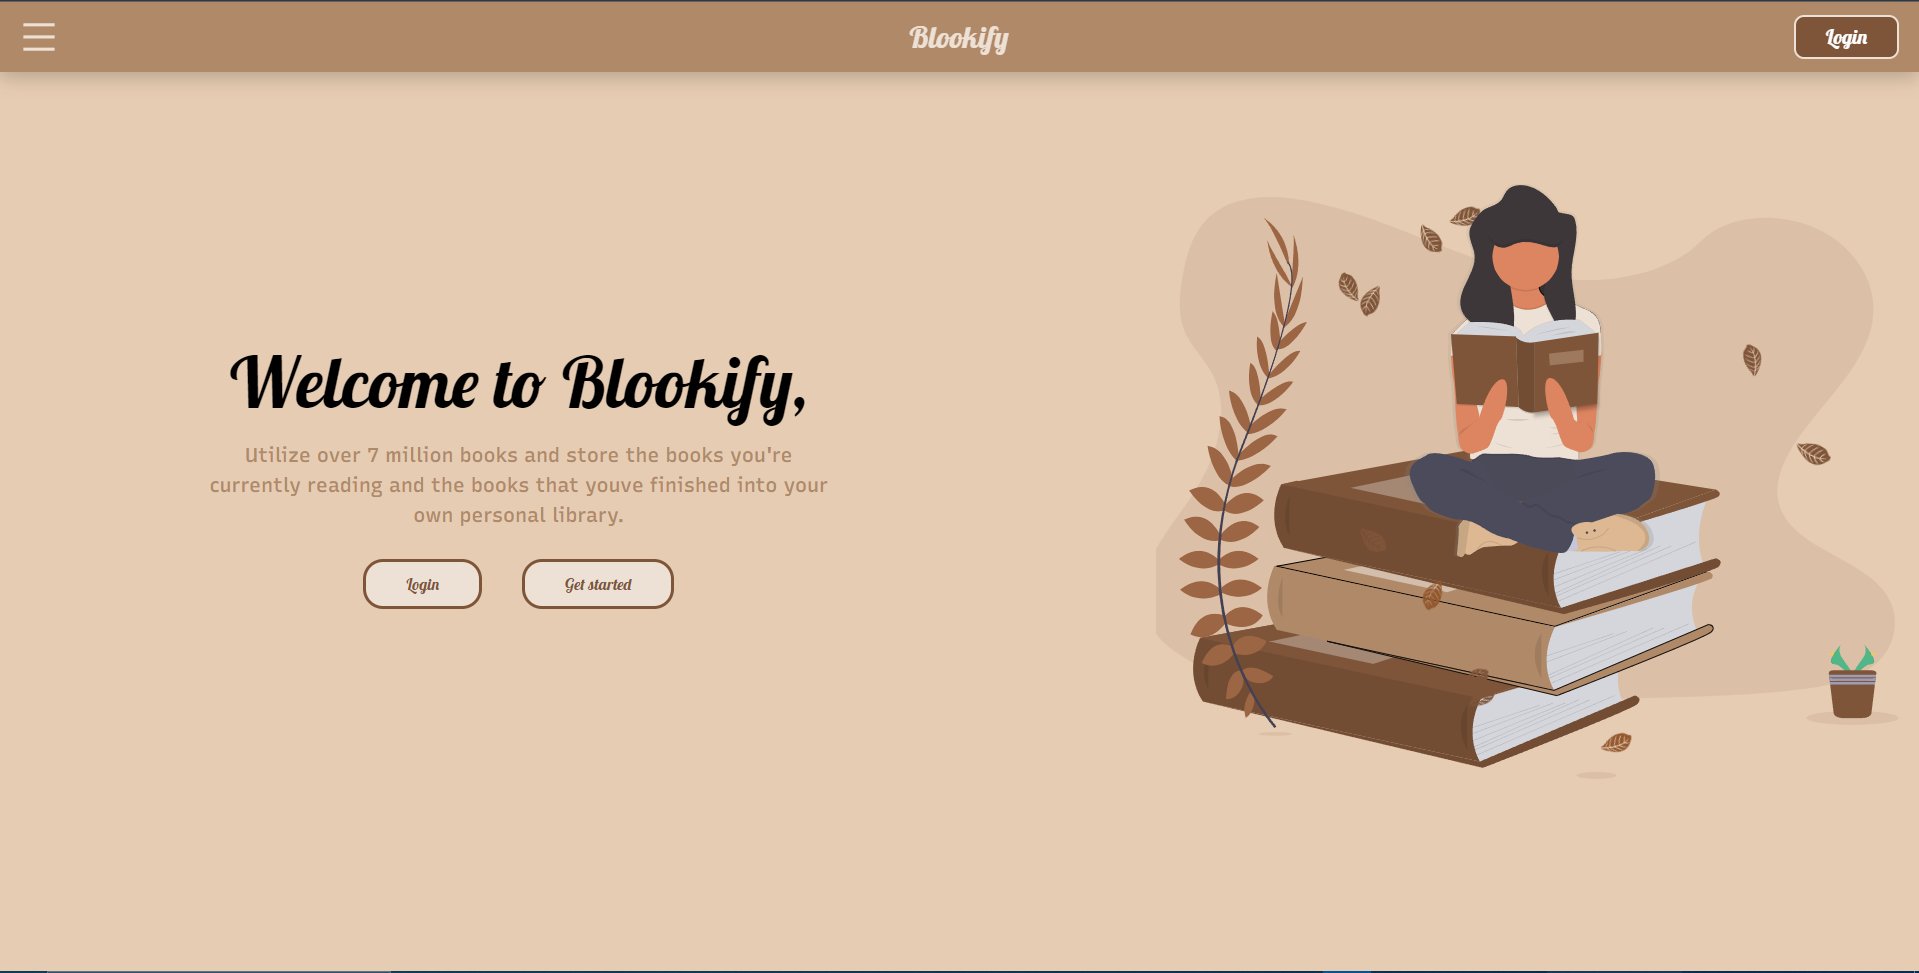 Blookify
Login
Welcome to Blookify,
Utilize over 7 million books and store the books you're
currently reading and the books that youve finished into your
own personal library.
Login
Get started